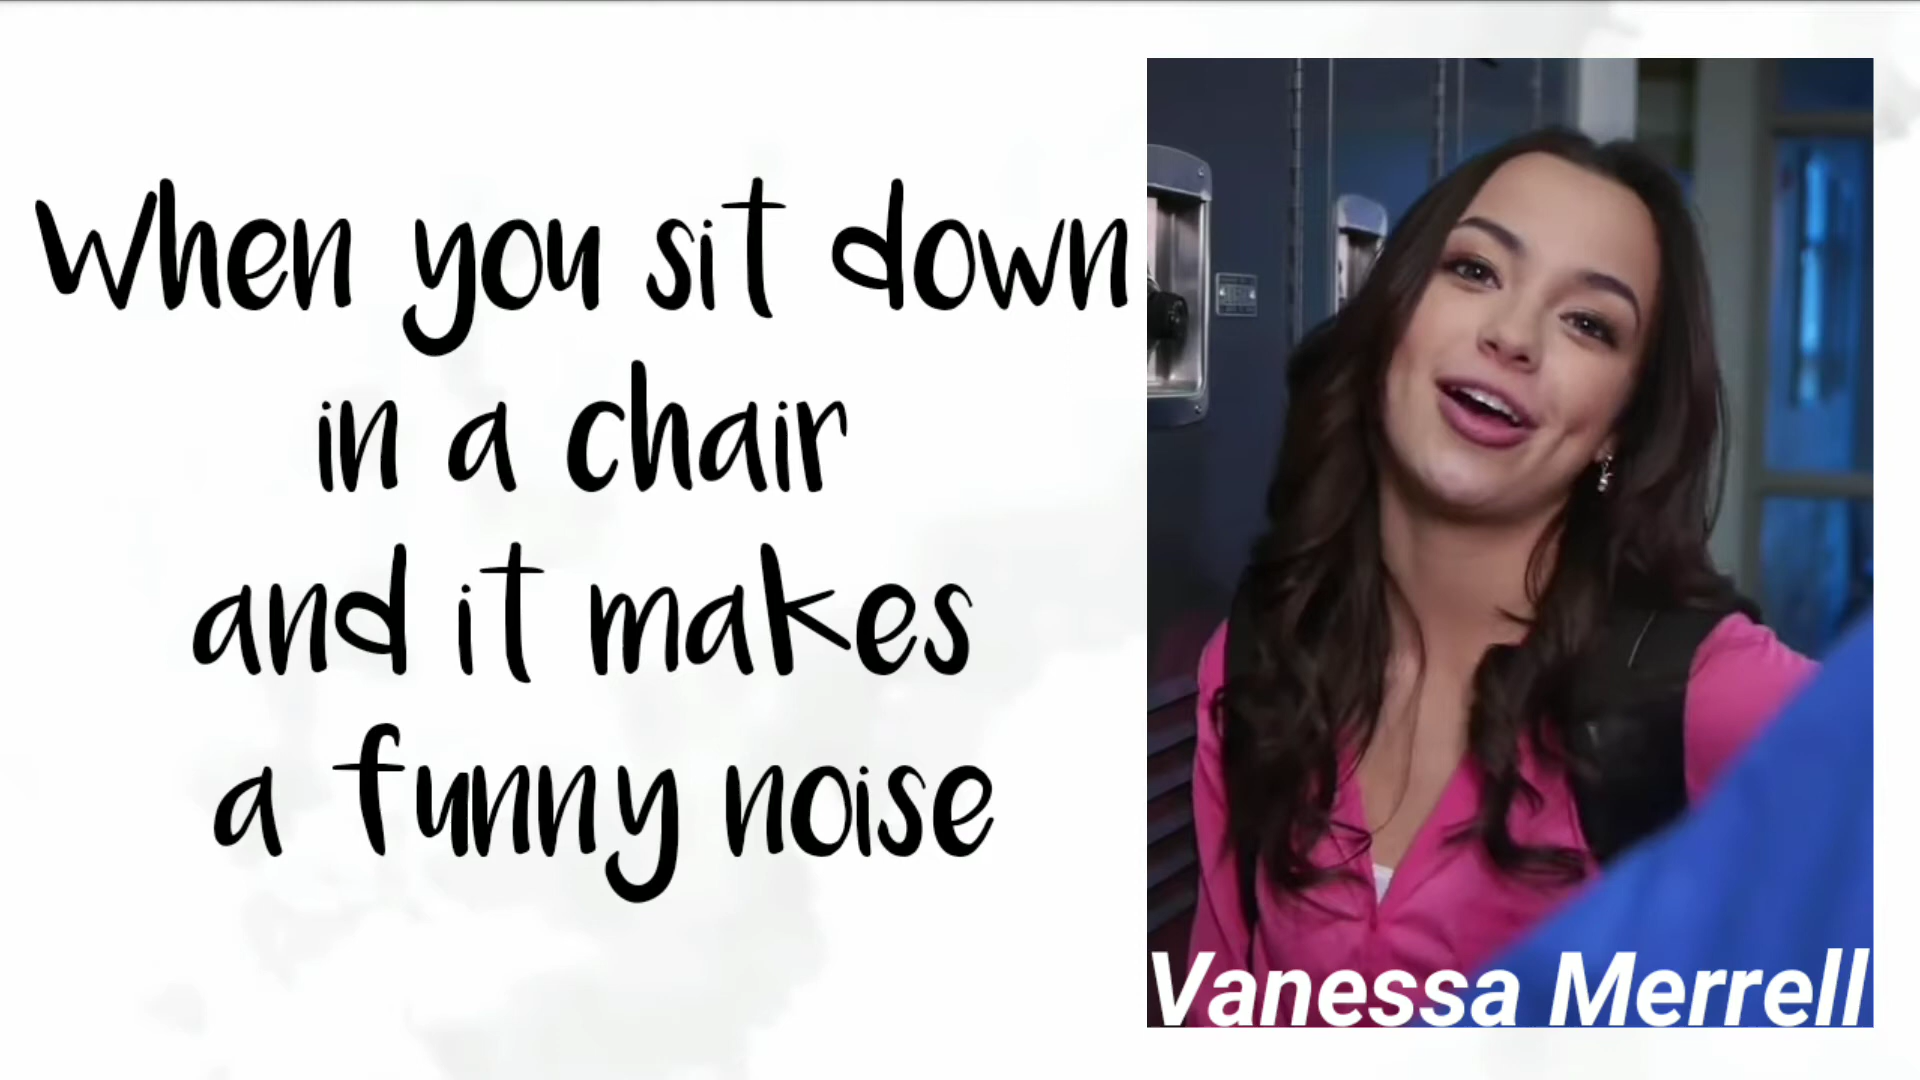 When you sit down
in a chair
and it makes
a funny noise
Vanessa Merrell